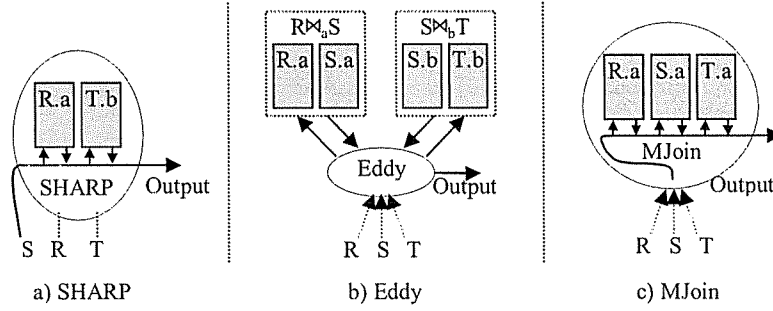 R⋈aS S⋈bT
R.a T.b
R.a S.a
S.b T.b
R.a S.a T.a
SHARP
Output
Eddy
Output
MJoin
Output
S R T
R S T
R S T
a) SHARP
b) Eddy
c) MJoin